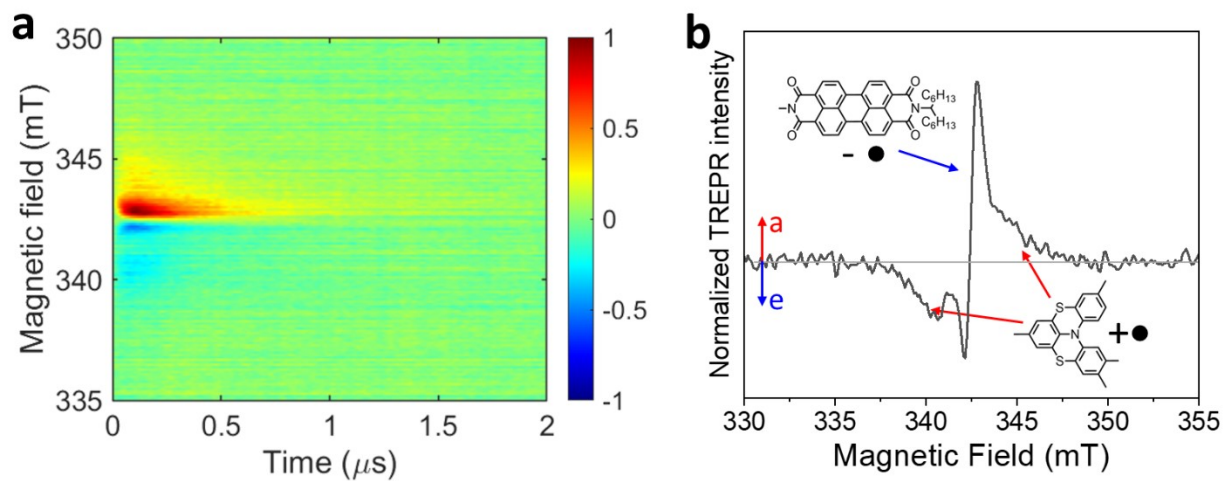 a
350
345
340
335
Magnetic field (mT)
0
0.5
1
1.5
2
Time (μs)
1
0.5
0
-0.5
-1
b
Normalized TREPR intensity
O
O
N
N
O
O
C6H13
C6H13
- ●
a
e
S
N
S
+●
330
335
340
345
350
355
Magnetic Field (mT)